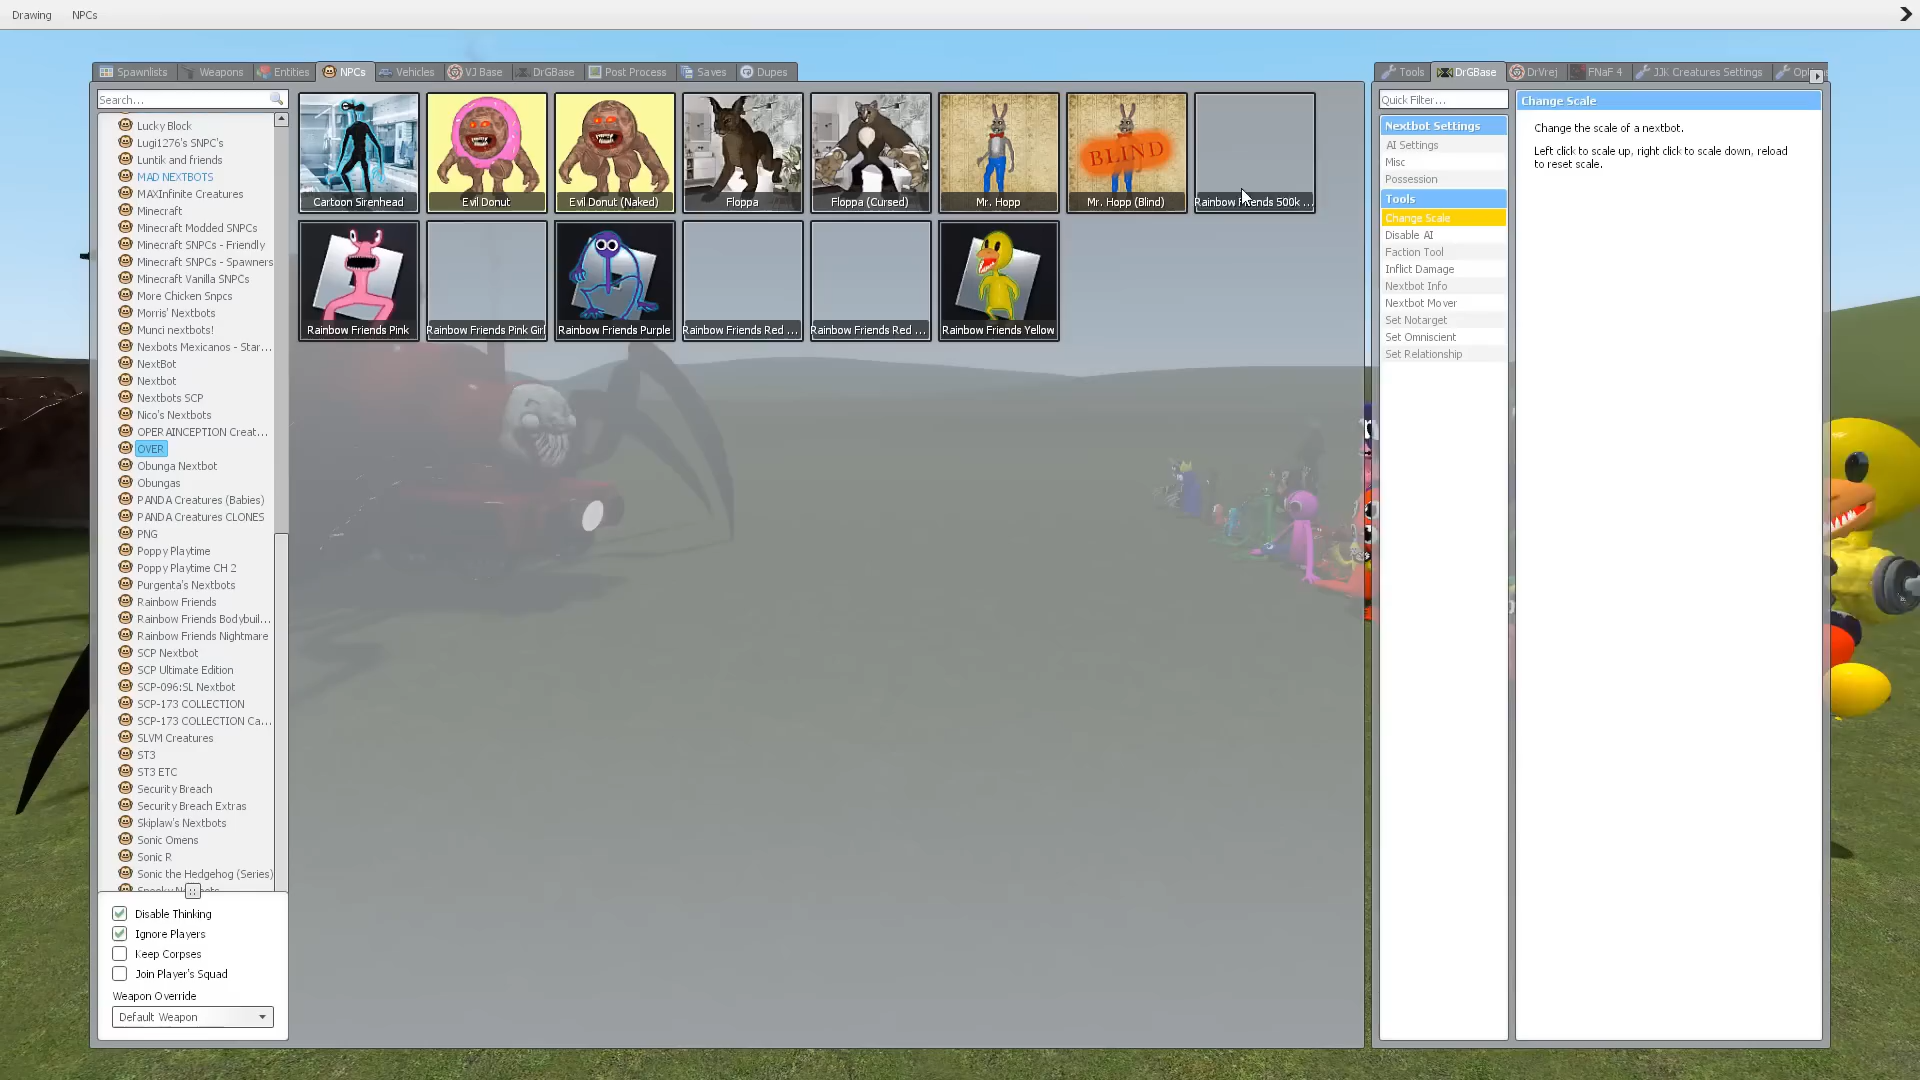 Drawing NPCs
Spawnlists Weapons Entities NPCs Vehicles VJ Base DrGBase Post Process Saves Dupes
Search...
Lucky Block
Lugi1276's SNPC's
Luntik and friends
MAD NEXTBOTS
MAXInfinite Creatures
Minecraft
Minecraft Modded SNPCs
Minecraft SNPCs - Friendly
Minecraft SNPCs - Spawners
Minecraft Vanilla SNPCs
More Chicken Snpcs
Morris' Nextbots
Munci nextbots!
Nexbots Mexicanos - Star...
NextBot
Nextbot
Nextbots SCP
Nico's Nextbots
OPERAINCEPTION Creat...
OVER
Obunga Nextbot
Obungas
PANDA Creatures (Babies)
PANDA Creatures CLONES
PNG
Poppy Playtime
Poppy Playtime CH 2
Purgenta's Nextbots
Rainbow Friends
Rainbow Friends Bodybuil...
Rainbow Friends Nightmare
SCP Nextbot
SCP Ultimate Edition
SCP-096:SL Nextbot
SCP-173 COLLECTION
SCP-173 COLLECTION Ca...
SLVM Creatures
ST3
ST3 ETC
Security Breach
Security Breach Extras
Skiplaw's Nextbots
Sonic Omens
Sonic R
Sonic the Hedgehog (Series)
Disable Thinking
Ignore Players
Keep Corpses
Join Player's Squad
Weapon Override
Default Weapon
BLIND
Cartoon Sirenhead
Evil Donut
Evil Donut (Naked)
Floppa
Floppa (Cursed)
Mr. Hopp
Mr. Hopp (Blind)
Rainbow Friends 500k ...
Rainbow Friends Pink
Rainbow Friends Pink Girl
Rainbow Friends Purple
Rainbow Friends Red ...
Rainbow Friends Red ...
Rainbow Friends Yellow
Tools DrGBase DrVrej FNaF 4 JJK Creatures Settings
Quick Filter...
Nextbot Settings
AI Settings
Misc
Possession
Tools
Change Scale
Disable AI
Faction Tool
Inflict Damage
Nextbot Info
Nextbot Mover
Set Notarget
Set Omniscient
Set Relationship
Change Scale
Change the scale of a nextbot.
Left click to scale up, right click to scale down, reload
to reset scale.